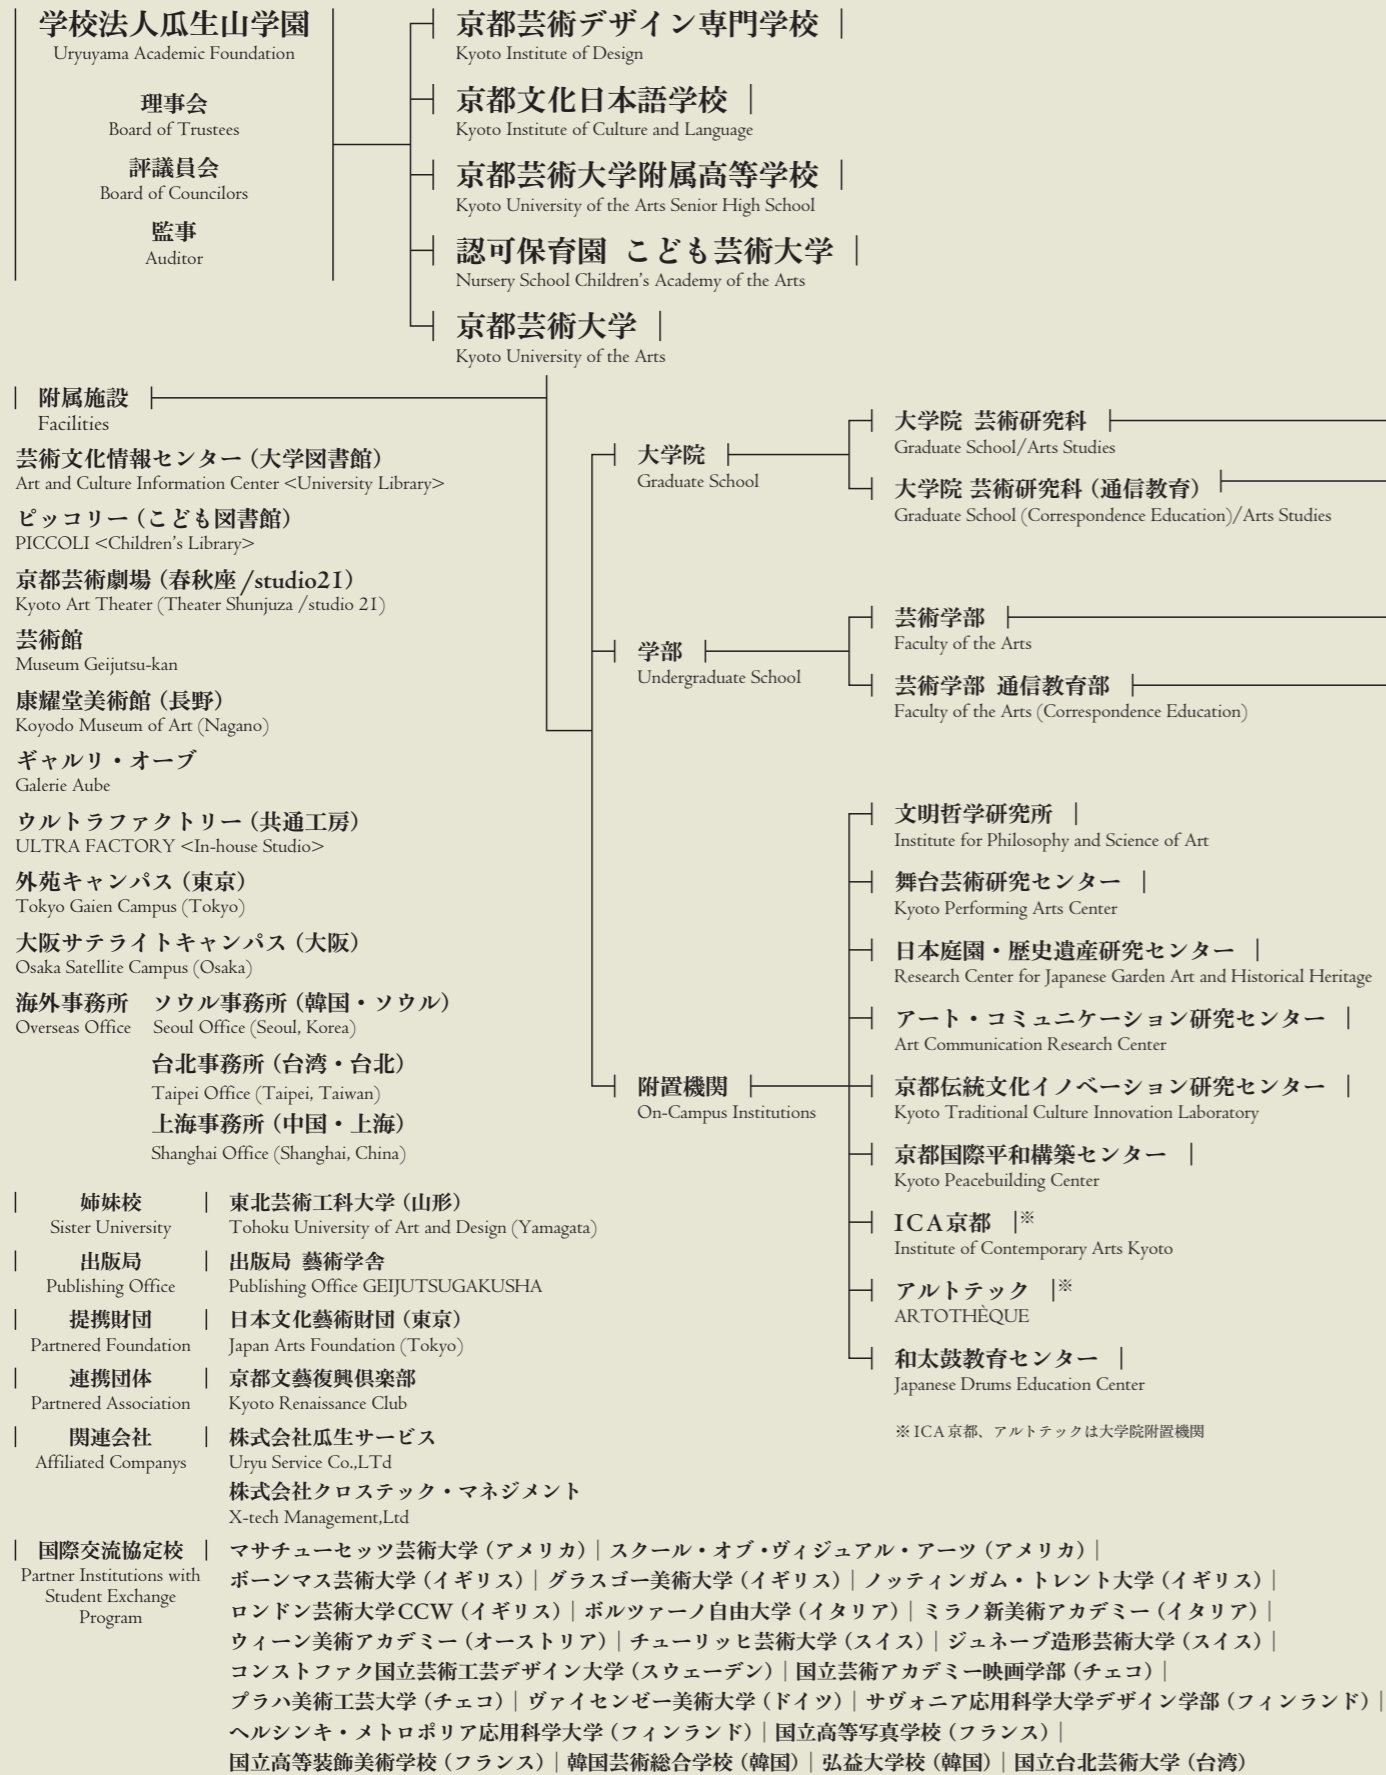 学校法人瓜生山学園
Uryuyama Academic Foundation
理事会
Board of Trustees
評議員会
Board of Councilors
監事
Auditor
京都芸術デザイン専門学校
Kyoto Institute of Design
京都文化日本語学校
Kyoto Institute of Culture and Language
京都芸術大学附属高等学校
Kyoto University of the Arts Senior High School
認可保育園 こども芸術大学
Nursery School Children's Academy of the Arts
京都芸術大学
Kyoto University of the Arts
附属施設
Facilities
芸術文化情報センター（大学図書館）
Art and Culture Information Center <University Library>
ピッコリー（こども図書館）
PICCOLI <Children's Library>
京都芸術劇場（春秋座/studio21）
Kyoto Art Theater (Theater Shunjuza /studio 21)
芸術館
Museum Geijutsu-kan
康耀堂美術館（長野）
Koyodo Museum of Art (Nagano)
ギャルリ・オーブ
Galerie Aube
ウルトラファクトリー（共通工房）
ULTRA FACTORY <In-house Studio>
外苑キャンパス（東京）
Tokyo Gaien Campus (Tokyo)
大阪サテライトキャンパス（大阪）
Osaka Satellite Campus (Osaka)
海外事務所 ソウル事務所（韓国・ソウル）
Overseas Office Seoul Office (Seoul, Korea)
台北事務所（台湾・台北）
Taipei Office (Taipei, Taiwan)
上海事務所（中国・上海）
Shanghai Office (Shanghai, China)
大学院
Graduate School
大学院 芸術研究科
Graduate School/Arts Studies
大学院 芸術研究科（通信教育）
Graduate School (Correspondence Education)/Arts Studies
学部
Undergraduate School
芸術学部
Faculty of the Arts
芸術学部 通信教育部
Faculty of the Arts (Correspondence Education)
附置機関
On-Campus Institutions
文明哲学研究所
Institute for Philosophy and Science of Art
舞台芸術研究センター
Kyoto Performing Arts Center
日本庭園・歴史遺産研究センター
Research Center for Japanese Garden Art and Historical Heritage
アート・コミュニケーション研究センター
Art Communication Research Center
京都伝統文化イノベーション研究センター
Kyoto Traditional Culture Innovation Laboratory
京都国際平和構築センター
Kyoto Peacebuilding Center
ICA京都 ※
Institute of Contemporary Arts Kyoto
アルトテック ※
ARTOTHÈQUE
和太鼓教育センター
Japanese Drums Education Center
※ICA京都、アルトテックは大学院附置機関
姉妹校 東北芸術工科大学（山形）
Sister University Tohoku University of Art and Design (Yamagata)
出版局 出版局 藝術学舎
Publishing Office Publishing Office GEIJUTSUGAKUSHA
提携財団 日本文化藝術財団（東京）
Partnered Foundation Japan Arts Foundation (Tokyo)
連携団体 京都文藝復興倶楽部
Partnered Association Kyoto Renaissance Club
関連会社 株式会社瓜生サービス
Affiliated Companys Uryu Service Co.,LTd
株式会社クロステック・マネジメント
X-tech Management,Ltd
国際交流協定校
Partner Institutions with
Student Exchange
Program
マサチューセッツ芸術大学（アメリカ）｜スクール・オブ・ヴィジュアル・アーツ（アメリカ）｜
ボーンマス芸術大学（イギリス）｜グラスゴー美術大学（イギリス）｜ノッティンガム・トレント大学（イギリス）｜
ロンドン芸術大学CCW（イギリス）｜ボルツァーノ自由大学（イタリア）｜ミラノ新美術アカデミー（イタリア）｜
ウィーン美術アカデミー（オーストリア）｜チューリッヒ芸術大学（スイス）｜ジュネーブ造形芸術大学（スイス）｜
コンストファク国立芸術工芸デザイン大学（スウェーデン）｜国立芸術アカデミー映画学部（チェコ）｜
プラハ美術工芸大学（チェコ）｜ヴァイセンゼー美術大学（ドイツ）｜サヴォニア応用科学大学デザイン学部（フィンランド）｜
ヘルシンキ・メトロポリア応用科学大学（フィンランド）｜国立高等写真学校（フランス）｜
国立高等装飾美術学校（フランス）｜韓国芸術総合学校（韓国）｜弘益大学校（韓国）｜国立台北芸術大学（台湾）